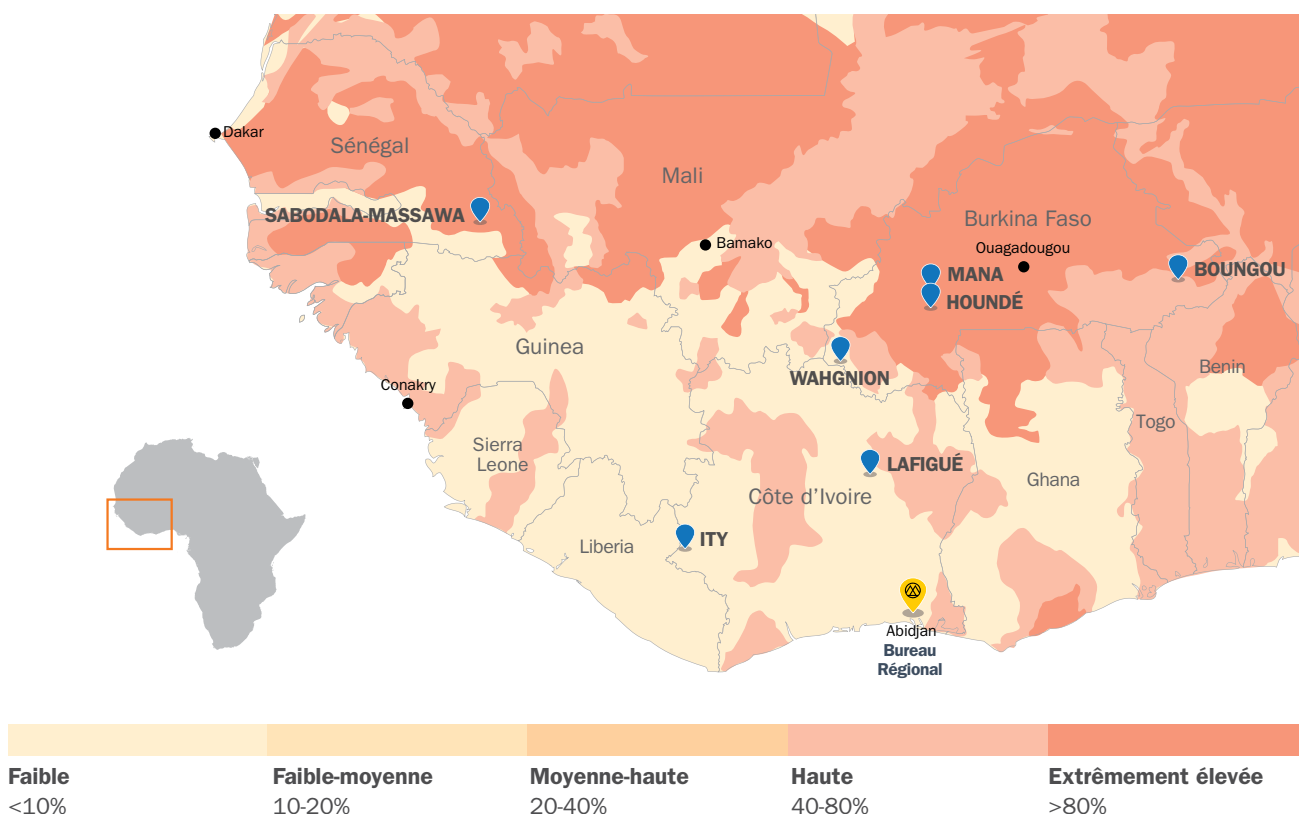 Dakar
Sénégal
Mali
SABODALA-MASSAWA
Burkina Faso
Bamako
Ouagadougou
BOUNGOU
MANA
HOUNDÉ
Guinea
WAHGNION
Benin
Conakry
Togo
Sierra
Leone
LAFIGUÉ
Ghana
Côte d'Ivoire
ITY
Liberia
Abidjan
Bureau
Régional
Faible
<10%
Faible-moyenne
10-20%
Moyenne-haute
20-40%
Haute
40-80%
Extrêmement élevée
>80%